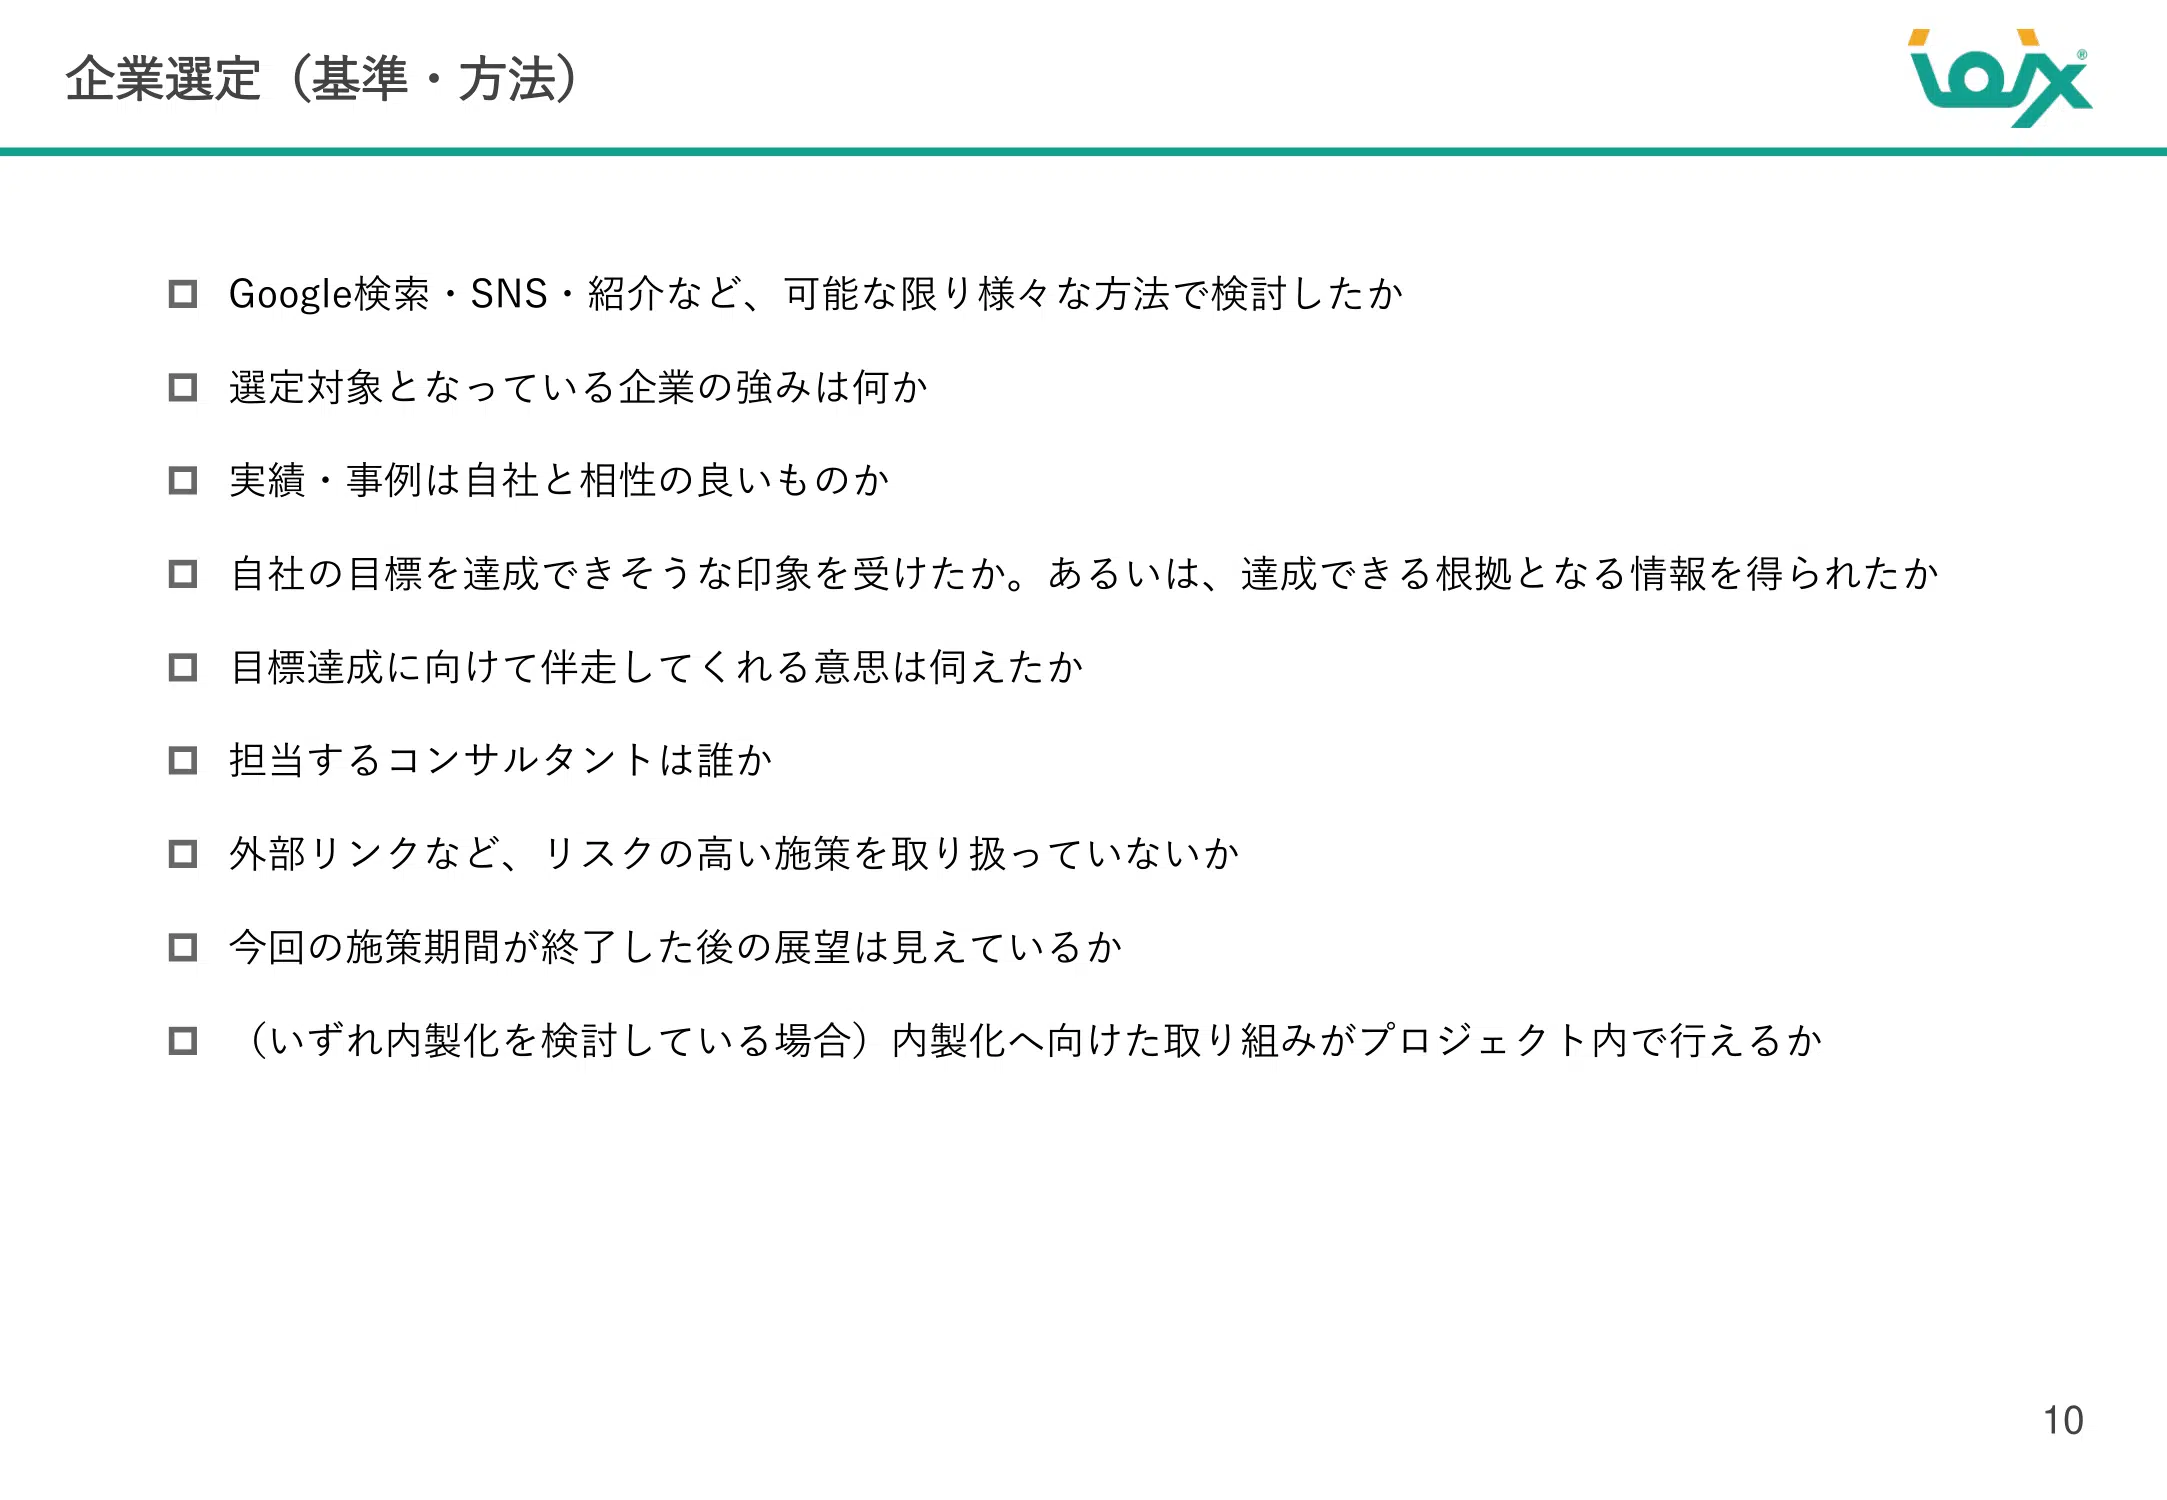 企業選定（基準・方法）
ioix®
Google検索・SNS・紹介など、可能な限り様々な方法で検討したか
選定対象となっている企業の強みは何か
実績・事例は自社と相性の良いものか
自社の目標を達成できそうな印象を受けたか。あるいは、達成できる根拠となる情報を得られたか
目標達成に向けて伴走してくれる意思は伺えたか
担当するコンサルタントは誰か
外部リンクなど、リスクの高い施策を取り扱っていないか
今回の施策期間が終了した後の展望は見えているか
（いずれ内製化を検討している場合）内製化へ向けた取り組みがプロジェクト内で行えるか
10